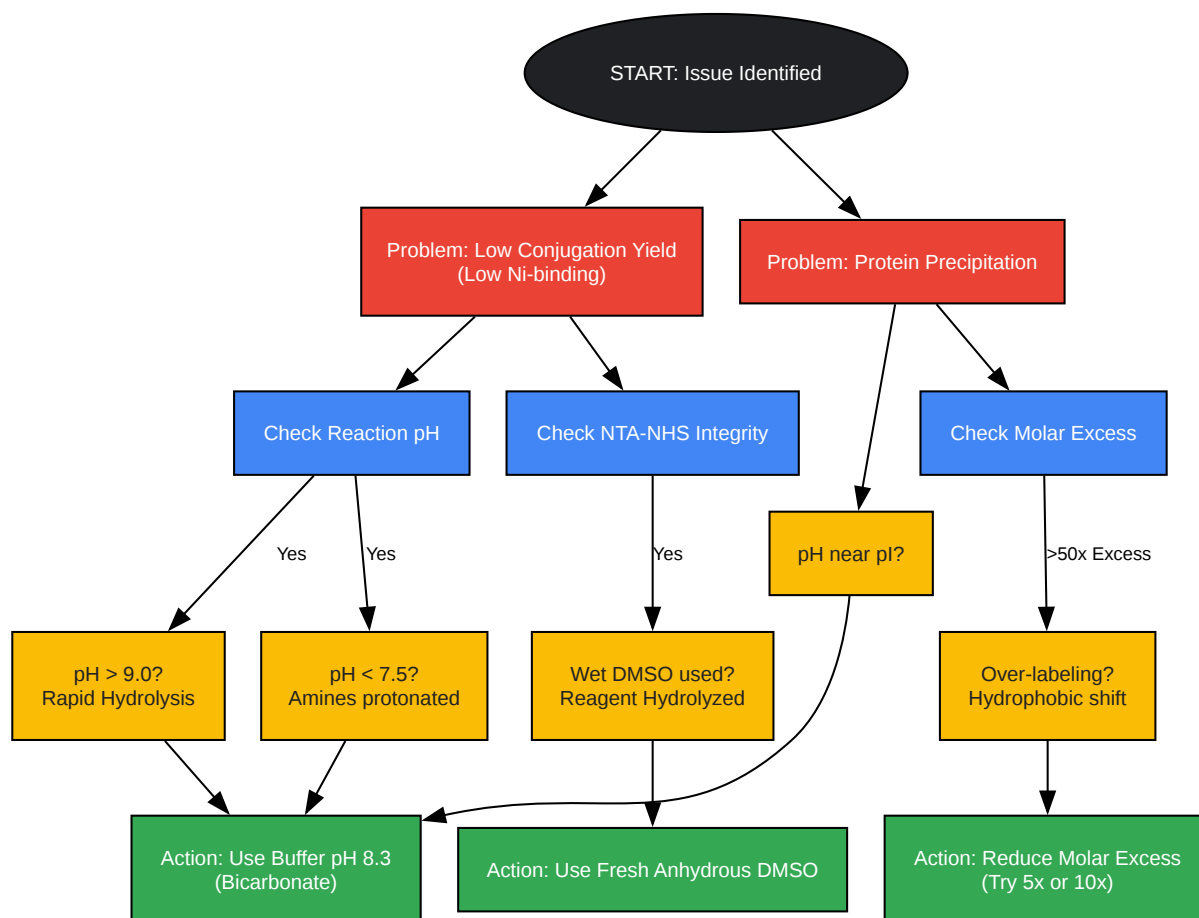 START: Issue Identified
Problem: Low Conjugation Yield
(Low Ni-binding)
Problem: Protein Precipitation
Check Reaction pH
Check NTA-NHS Integrity
Check Molar Excess
pH near pI?
Yes
Yes
Yes
>50x Excess
pH > 9.0?
Rapid Hydrolysis
pH < 7.5?
Amines protonated
Wet DMSO used?
Reagent Hydrolyzed
Over-labeling?
Hydrophobic shift
Action: Use Buffer pH 8.3
(Bicarbonate)
Action: Use Fresh Anhydrous DMSO
Action: Reduce Molar Excess
(Try 5x or 10x)